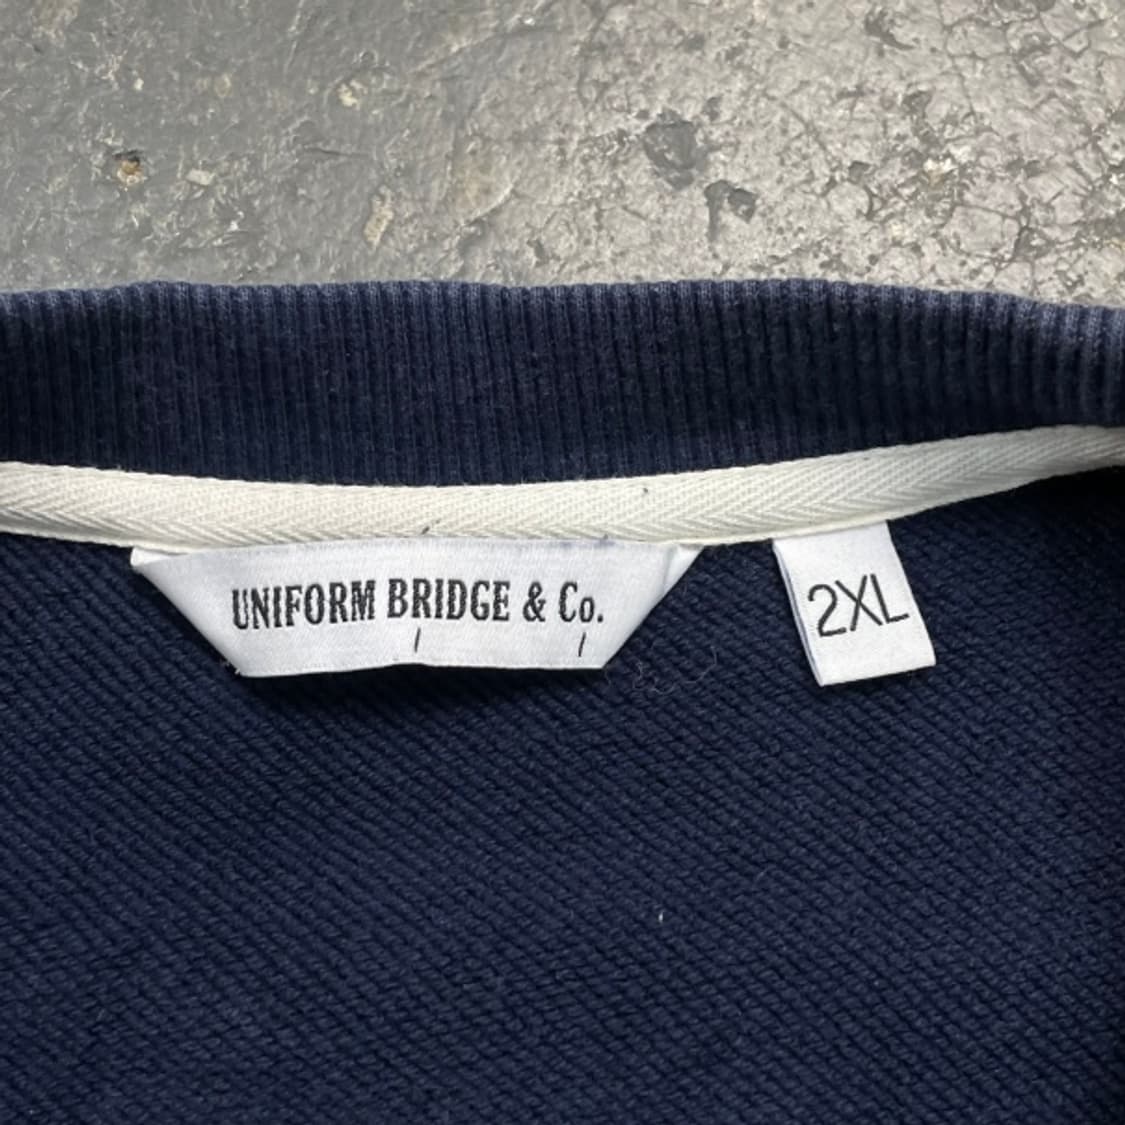 UNIFORM BRIDGE & Co.
2XL